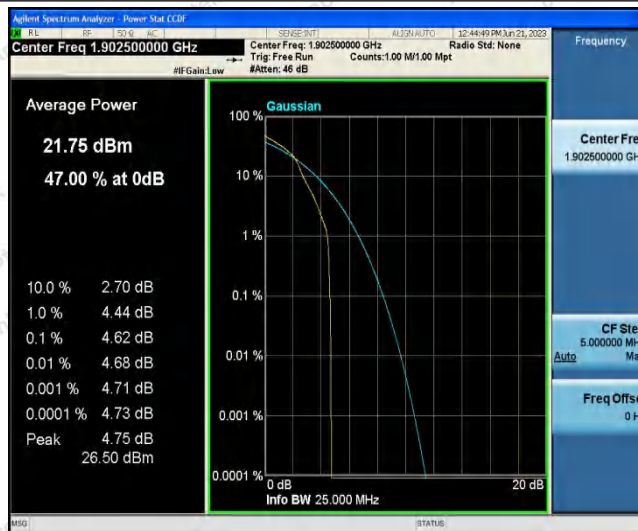 Agilent Spectrum Analyzer - Power Stat CCDF
RL RF 50 Ω AC SENSE:INT ALIGN AUTO 12:44:49 PM Jun 21, 2023
Center Freq 1.902500000 GHz
Center Freq: 1.902500000 GHz Radio Std: None
Trig: Free Run Counts:1.00 M/1.00 Mpt
#IFGain:Low #Atten: 46 dB
Frequency
Average Power
21.75 dBm
47.00 % at 0dB
10.0 % 2.70 dB
1.0 % 4.44 dB
0.1 % 4.62 dB
0.01 % 4.68 dB
0.001 % 4.71 dB
0.0001 % 4.73 dB
Peak 4.75 dB
26.50 dBm
Gaussian
100 %
10 %
1 %
0.1 %
0.01 %
0.001 %
0.0001 %
0 dB 20 dB
Info BW 25.000 MHz
Center Fre
1.902500000 GH
CF Ste
5.000000 MH
Auto Ma
Freq Offs
0 H
MSG STATUS